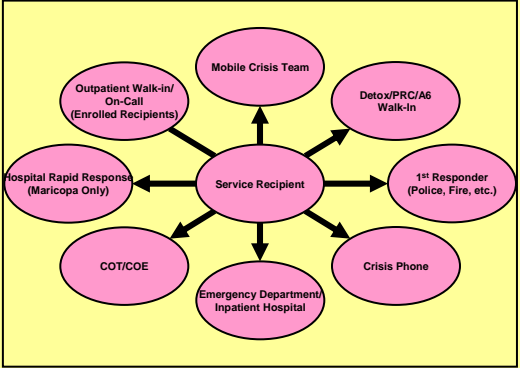 Mobile Crisis Team
Outpatient Walk-in/
On-Call
(Enrolled Recipients)
Detox/PRC/A6
Walk-In
Hospital Rapid Response
(Maricopa Only)
Service Recipient
1st Responder
(Police, Fire, etc.)
COT/COE
Crisis Phone
Emergency Department/
Inpatient Hospital